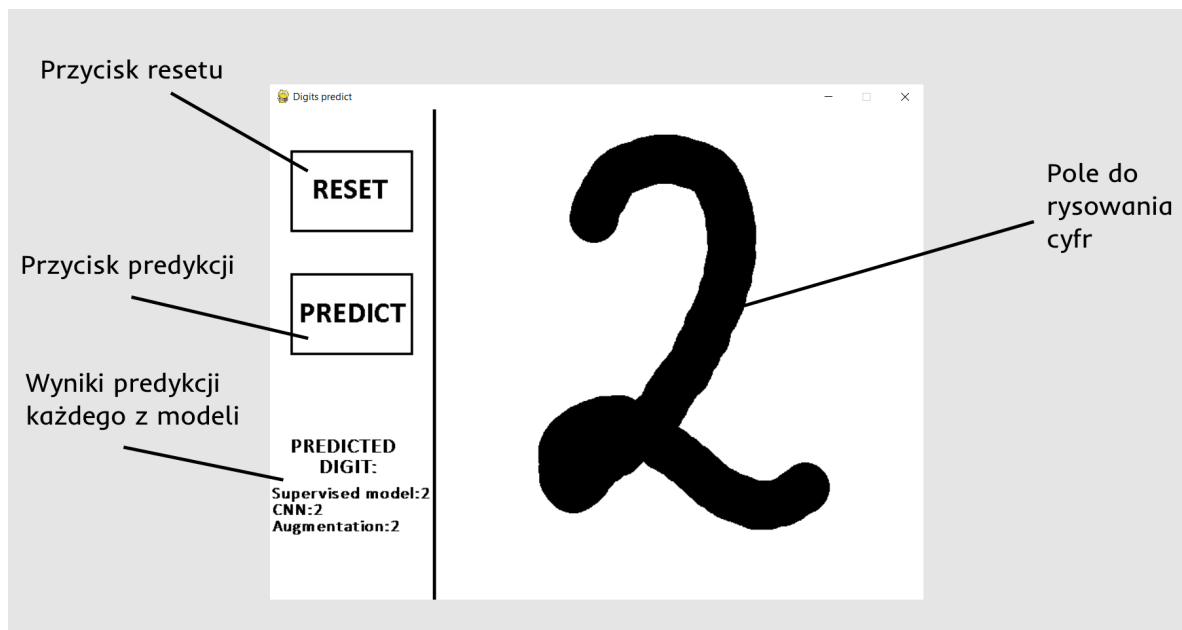 Przycisk resetu
Digits predict
RESET
Pole do
rysowania
cyfr
Przycisk predykcji
PREDICT
Wyniki predykcji
każdego z modeli
PREDICTED
DIGIT:
Supervised model:2
CNN:2
Augmentation:2
2